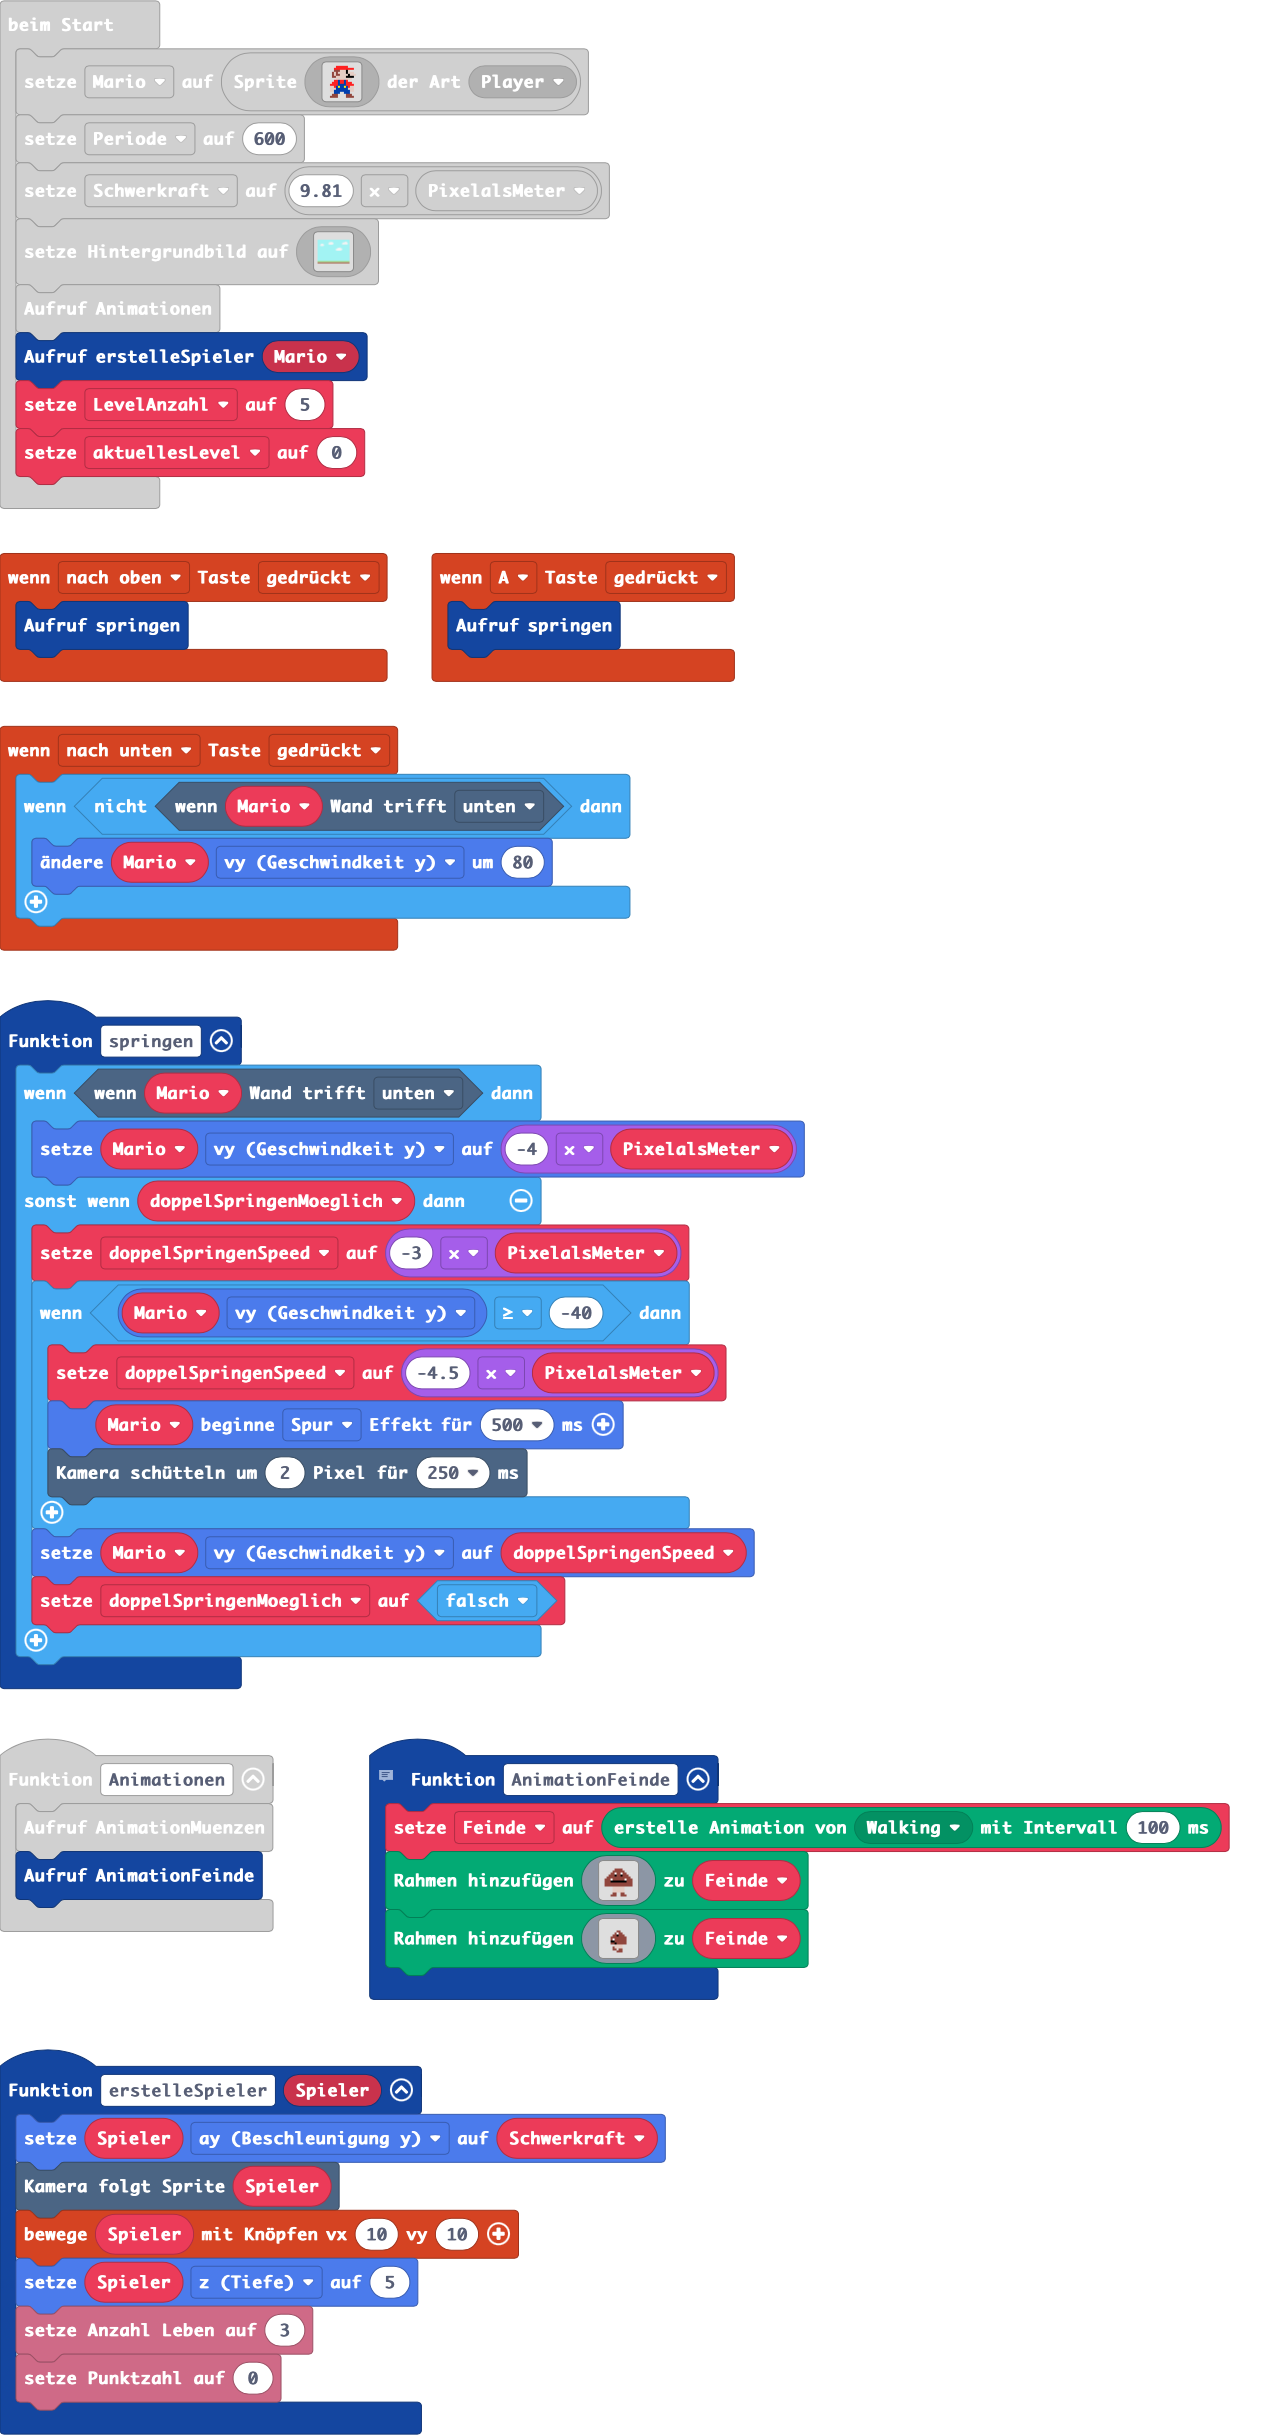 beim Start
setze Mario auf Sprite der Art Player
setze Periode auf 600
setze Schwerkraft auf 9.81 × PixelalsMeter
setze Hintergrundbild auf
Aufruf Animationen
Aufruf erstelleSpieler Mario
setze LevelAnzahl auf 5
setze aktuellesLevel auf 0
wenn nach oben Taste gedrückt
Aufruf springen
wenn A Taste gedrückt
Aufruf springen
wenn nach unten Taste gedrückt
wenn nicht wenn Mario Wand trifft unten dann
ändere Mario vy (Geschwindkeit y) um 80
Funktion springen
wenn wenn Mario Wand trifft unten dann
setze Mario vy (Geschwindkeit y) auf -4 × PixelalsMeter
sonst wenn doppelSpringenMoeglich dann
setze doppelSpringenSpeed auf -3 × PixelalsMeter
wenn Mario vy (Geschwindkeit y) ≥ -40 dann
setze doppelSpringenSpeed auf -4.5 × PixelalsMeter
Mario beginne Spur Effekt für 500 ms
Kamera schütteln um 2 Pixel für 250 ms
setze Mario vy (Geschwindkeit y) auf doppelSpringenSpeed
setze doppelSpringenMoeglich auf falsch
Funktion Animationen
Aufruf AnimationMuenzen
Aufruf AnimationFeinde
Funktion AnimationFeinde
setze Feinde auf erstelle Animation von Walking mit Intervall 100 ms
Rahmen hinzufügen zu Feinde
Rahmen hinzufügen zu Feinde
Funktion erstelleSpieler Spieler
setze Spieler ay (Beschleunigung y) auf Schwerkraft
Kamera folgt Sprite Spieler
bewege Spieler mit Knöpfen vx 10 vy 10
setze Spieler z (Tiefe) auf 5
setze Anzahl Leben auf 3
setze Punktzahl auf 0